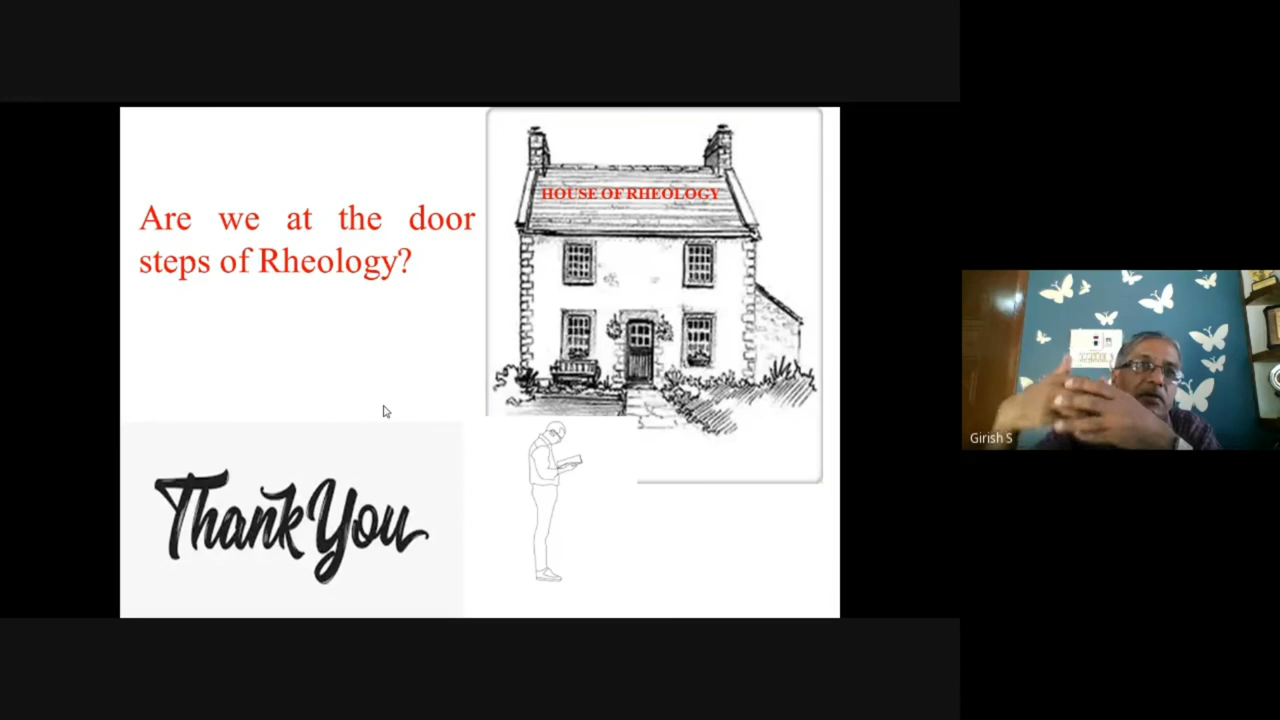 HOUSE OF RHEOLOGY
Are we at the door
steps of Rheology?
Thank You
Girish S